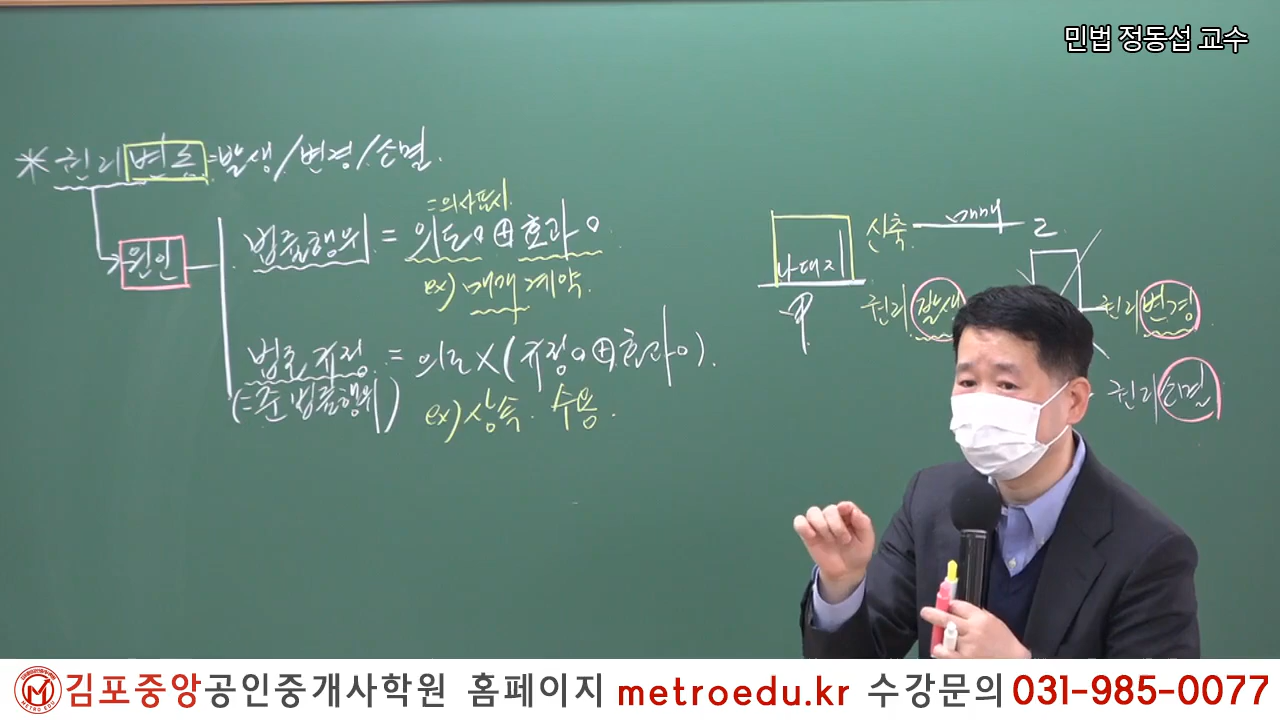 민법 정동섭 교수
* 권리 변동 = 발생 / 변경 / 소멸.
원인
= 의사표시
법률행위 = 의도 ㅇ ⊕ 효과 ㅇ.
ex) 매매 계약.
법률 규정 = 의도 X ( 규정 ㅇ ⊕ 효과 ㅇ ).
(= 준 법률행위)
ex) 상속. 수용.
나대지
신축
매매
甲
乙
권리 발생
권리 변경.
권리 소멸
김포중앙공인중개사학원 홈페이지 metroedu.kr 수강문의 031-985-0077
METRO EDU